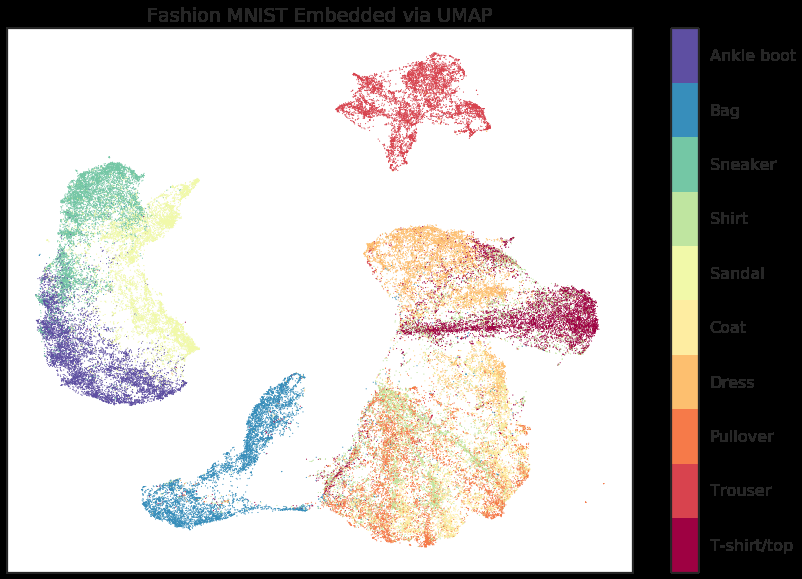 Fashion MNIST Embedded via UMAP
Ankle boot
Bag
Sneaker
Shirt
Sandal
Coat
Dress
Pullover
Trouser
T-shirt/top